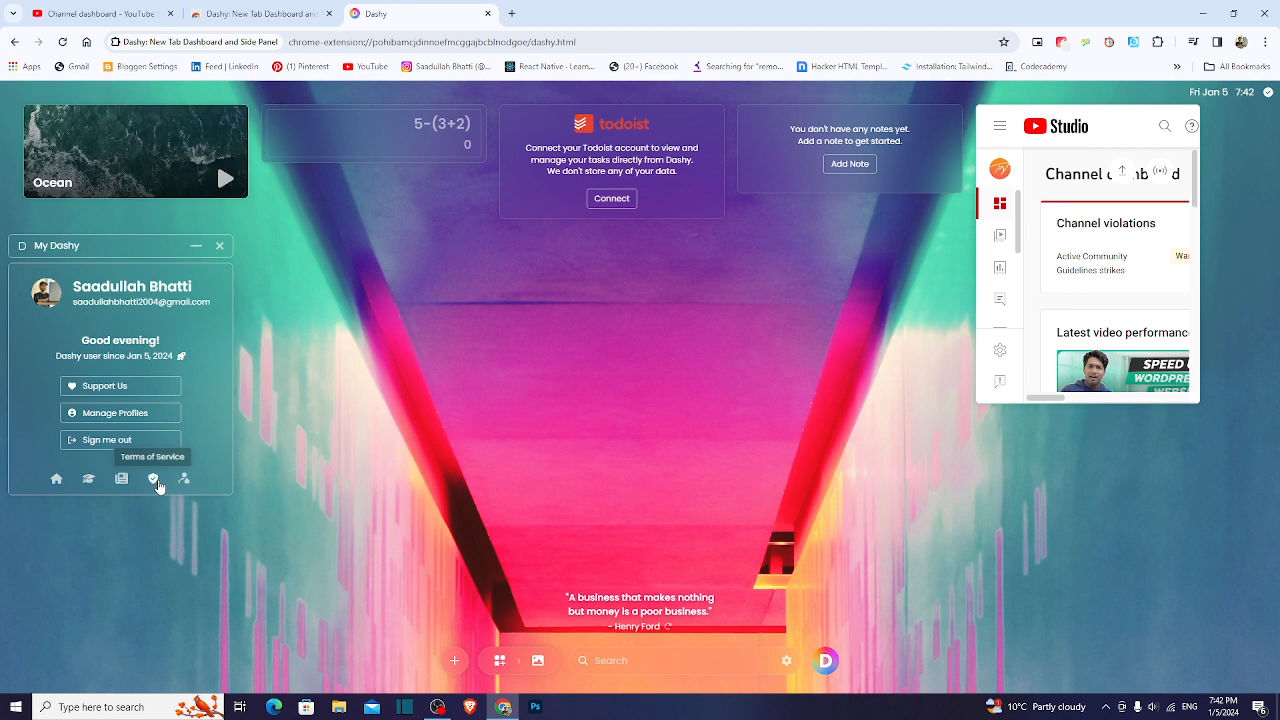 Channel dashboard - YouTube S
Dashy: New Tab Dashboard and
Dashy
Dashy: New Tab Dashboard and Side Panel
chrome-extension://pohibamcjdinmofmcggajbcblnodgoe/dashy.html
Apps
Gmail
Blogger: Settings
Feed | LinkedIn
(1) Pinterest
YouTube
Saadullah Bhatti (@...
React Native · Learn...
(20+) Facebook
Searching for "remo...
Hacker HTML Templ...
Installation: Tailwin...
Codecademy
»
All Bookmarks
Fri Jan 5 7:42
Ocean
5-(3+2)
0
todoist
Connect your Todoist account to view and
manage your tasks directly from Dashy.
We don't store any of your data.
Connect
You don't have any notes yet.
Add a note to get started.
Add Note
Studio
Channel violations
Active Community
Guidelines strikes
Latest video performance
SPEED
WORDPRE
My Dashy
Saadullah Bhatti
saadullahbhatti2004@gmail.com
Good evening!
Dashy user since Jan 5, 2024
Support Us
Manage Profiles
Sign me out
Terms of Service
"A business that makes nothing
but money is a poor business."
- Henry Ford
Search
D
Type here to search
Ps
10°C Partly cloudy
ENG
7:42 PM
1/5/2024